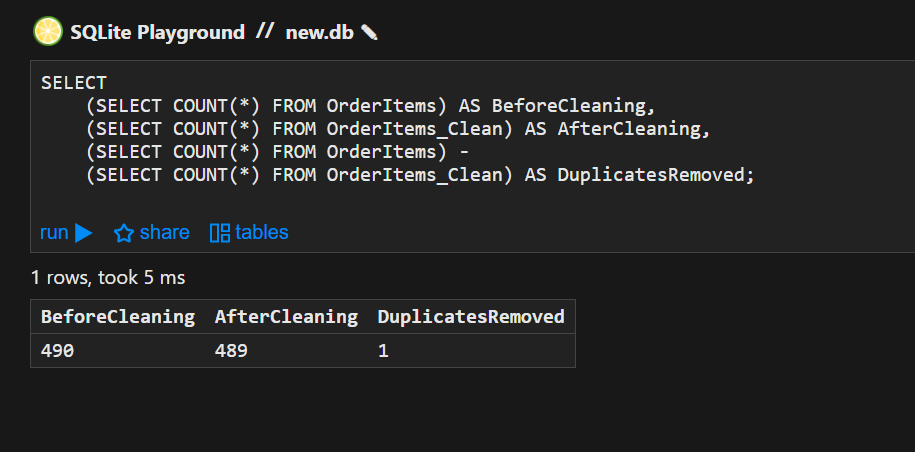 SQLite Playground // new.db
SELECT
    (SELECT COUNT(*) FROM OrderItems) AS BeforeCleaning,
    (SELECT COUNT(*) FROM OrderItems_Clean) AS AfterCleaning,
    (SELECT COUNT(*) FROM OrderItems) -
    (SELECT COUNT(*) FROM OrderItems_Clean) AS DuplicatesRemoved;
run share tables
1 rows, took 5 ms
BeforeCleaning AfterCleaning DuplicatesRemoved
490 489 1